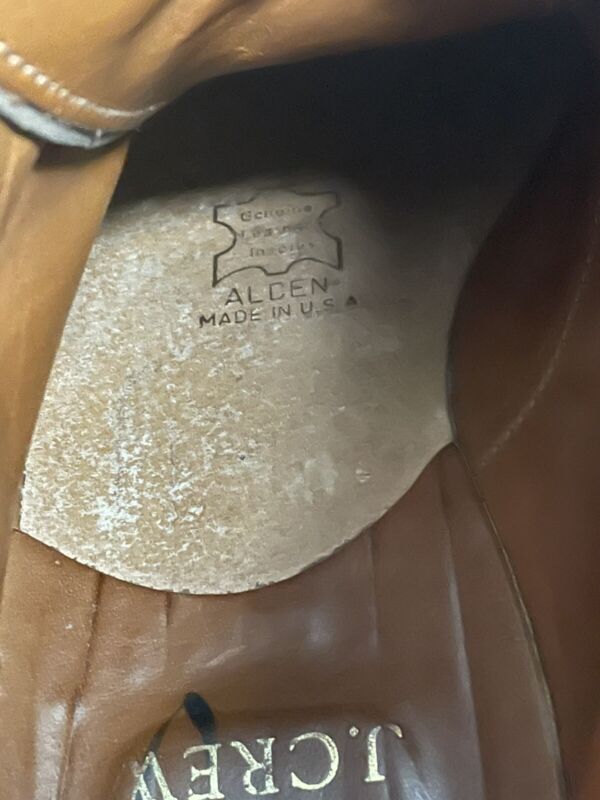 Genuine
Leather
Insoles
ALDEN
MADE IN U.S.A
J.CREW